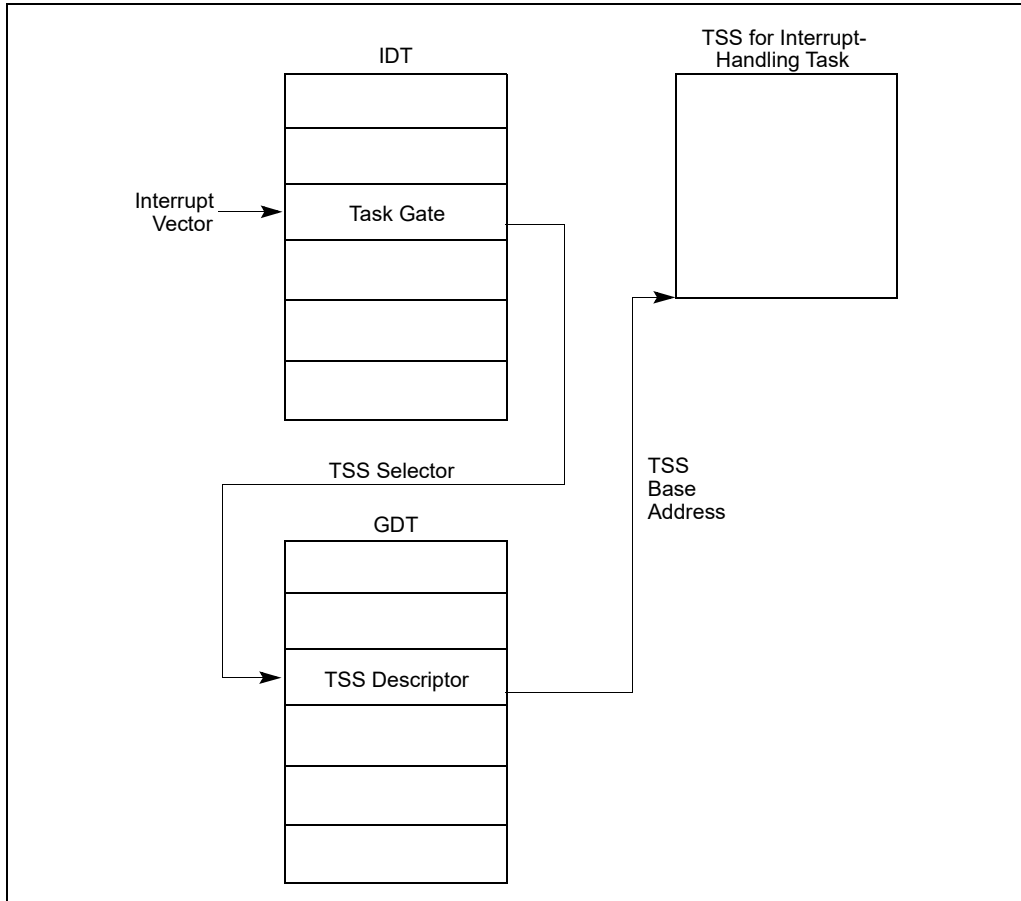 IDT
TSS for Interrupt-
Handling Task
Interrupt
Vector
Task Gate
TSS Selector
TSS
Base
Address
GDT
TSS Descriptor